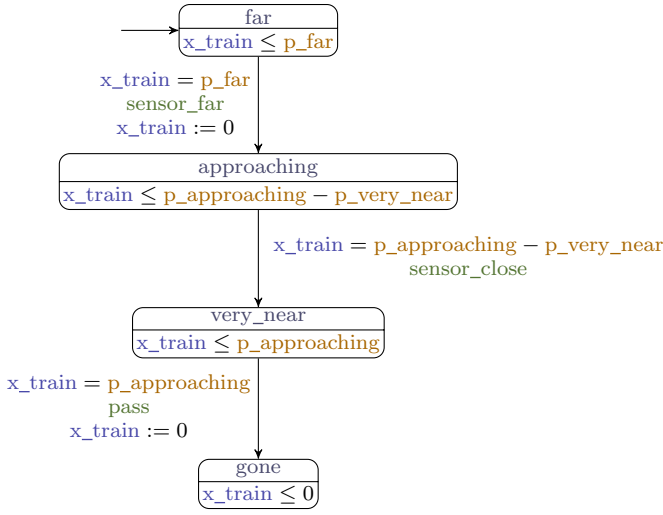 far
x_train ≤ p_far
x_train = p_far
sensor_far
x_train := 0
approaching
x_train ≤ p_approaching − p_very_near
x_train = p_approaching − p_very_near
sensor_close
very_near
x_train ≤ p_approaching
x_train = p_approaching
pass
x_train := 0
gone
x_train ≤ 0